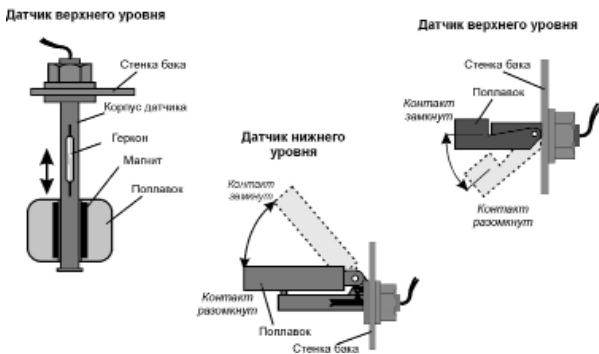 Датчик верхнего уровня
Стенка бака
Корпус датчика
Геркон
Магнит
Поплавок
Датчик нижнего
уровня
Контакт
замкнут
Контакт
разомкнут
Поплавок
Стенка бака
Датчик верхнего уровня
Стенка бака
Поплавок
Контакт
замкнут
Контакт
разомкнут